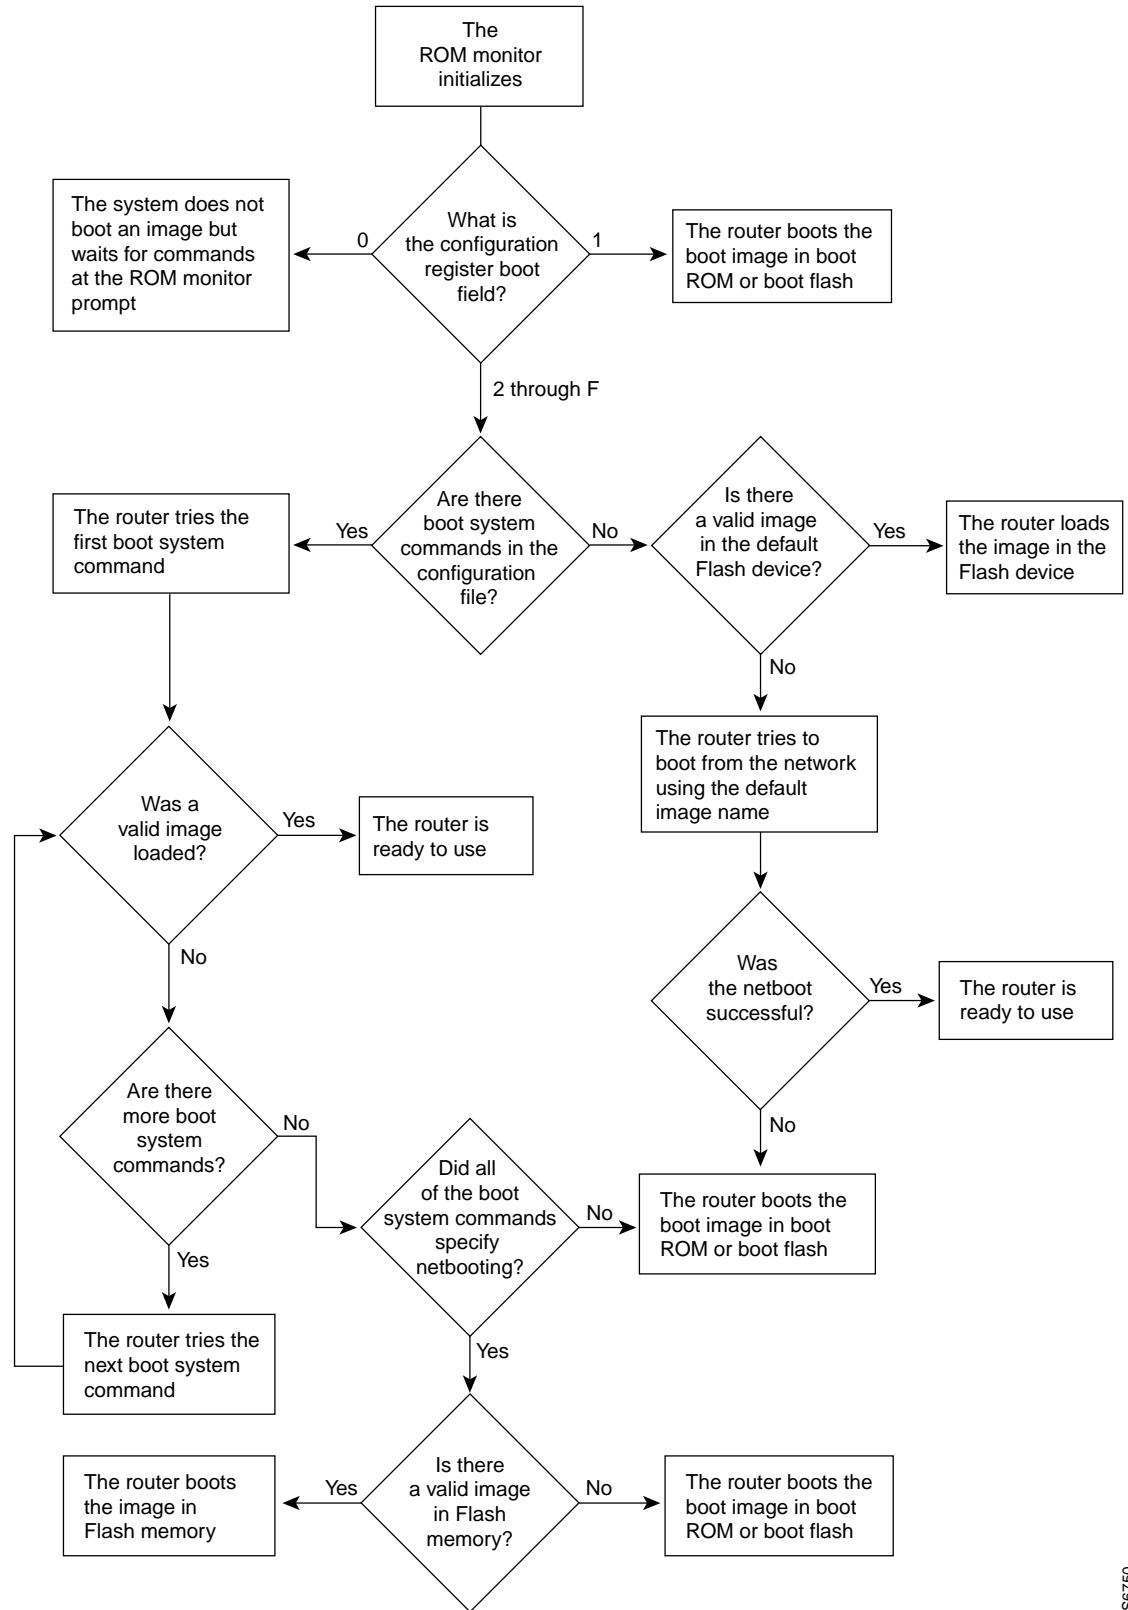 The
ROM monitor
initializes
The system does not
boot an image but
waits for commands
at the ROM monitor
prompt
0
What is
the configuration
register boot
field?
1
The router boots the
boot image in boot
ROM or boot flash
2 through F
The router tries the
first boot system
command
Yes
Are there
boot system
commands in the
configuration
file?
No
Is there
a valid image
in the default
Flash device?
Yes
The router loads
the image in the
Flash device
No
The router tries to
boot from the network
using the default
image name
Was a
valid image
loaded?
Yes
The router is
ready to use
No
Was
the netboot
successful?
Yes
The router is
ready to use
No
Are there
more boot
system
commands?
No
Did all
of the boot
system commands
specify
netbooting?
No
The router boots the
boot image in boot
ROM or boot flash
Yes
The router tries the
next boot system
command
Yes
The router boots
the image in
Flash memory
Yes
Is there
a valid image
in Flash
memory?
No
The router boots the
boot image in boot
ROM or boot flash
S6750